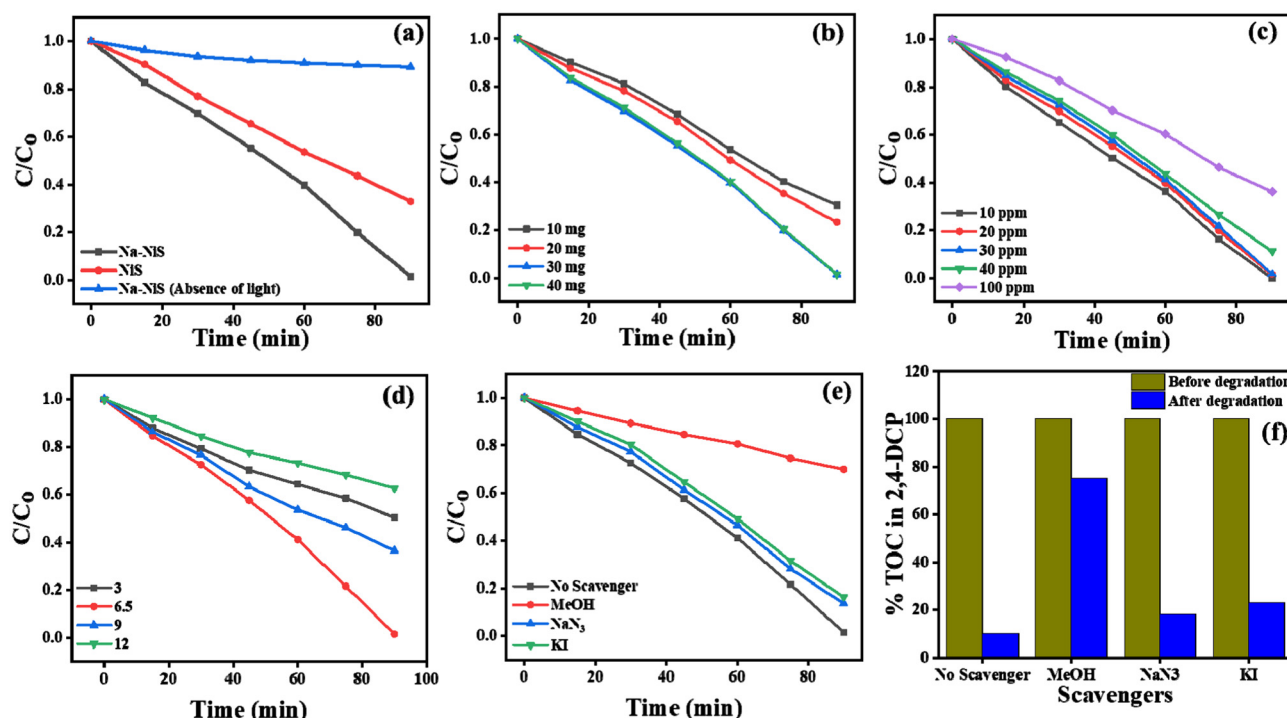 (a)
C/C₀
1.0
0.8
0.6
0.4
0.2
0.0
Na-NiS
NiS
Na-NiS (Absence of light)
0 20 40 60 80
Time (min)
(b)
C/C₀
1.0
0.8
0.6
0.4
0.2
0.0
10 mg
20 mg
30 mg
40 mg
0 20 40 60 80
Time (min)
(c)
C/C₀
1.0
0.8
0.6
0.4
0.2
0.0
10 ppm
20 ppm
30 ppm
40 ppm
100 ppm
0 20 40 60 80
Time (min)
(d)
C/C₀
1.0
0.8
0.6
0.4
0.2
0.0
3
6.5
9
12
0 20 40 60 80 100
Time (min)
(e)
C/C₀
1.0
0.8
0.6
0.4
0.2
0.0
No Scavenger
MeOH
NaN₃
KI
0 20 40 60 80
Time (min)
(f)
% TOC in 2,4-DCP
120
100
80
60
40
20
0
Before degradation
After degradation
No Scavenger MeOH NaN3 KI
Scavengers